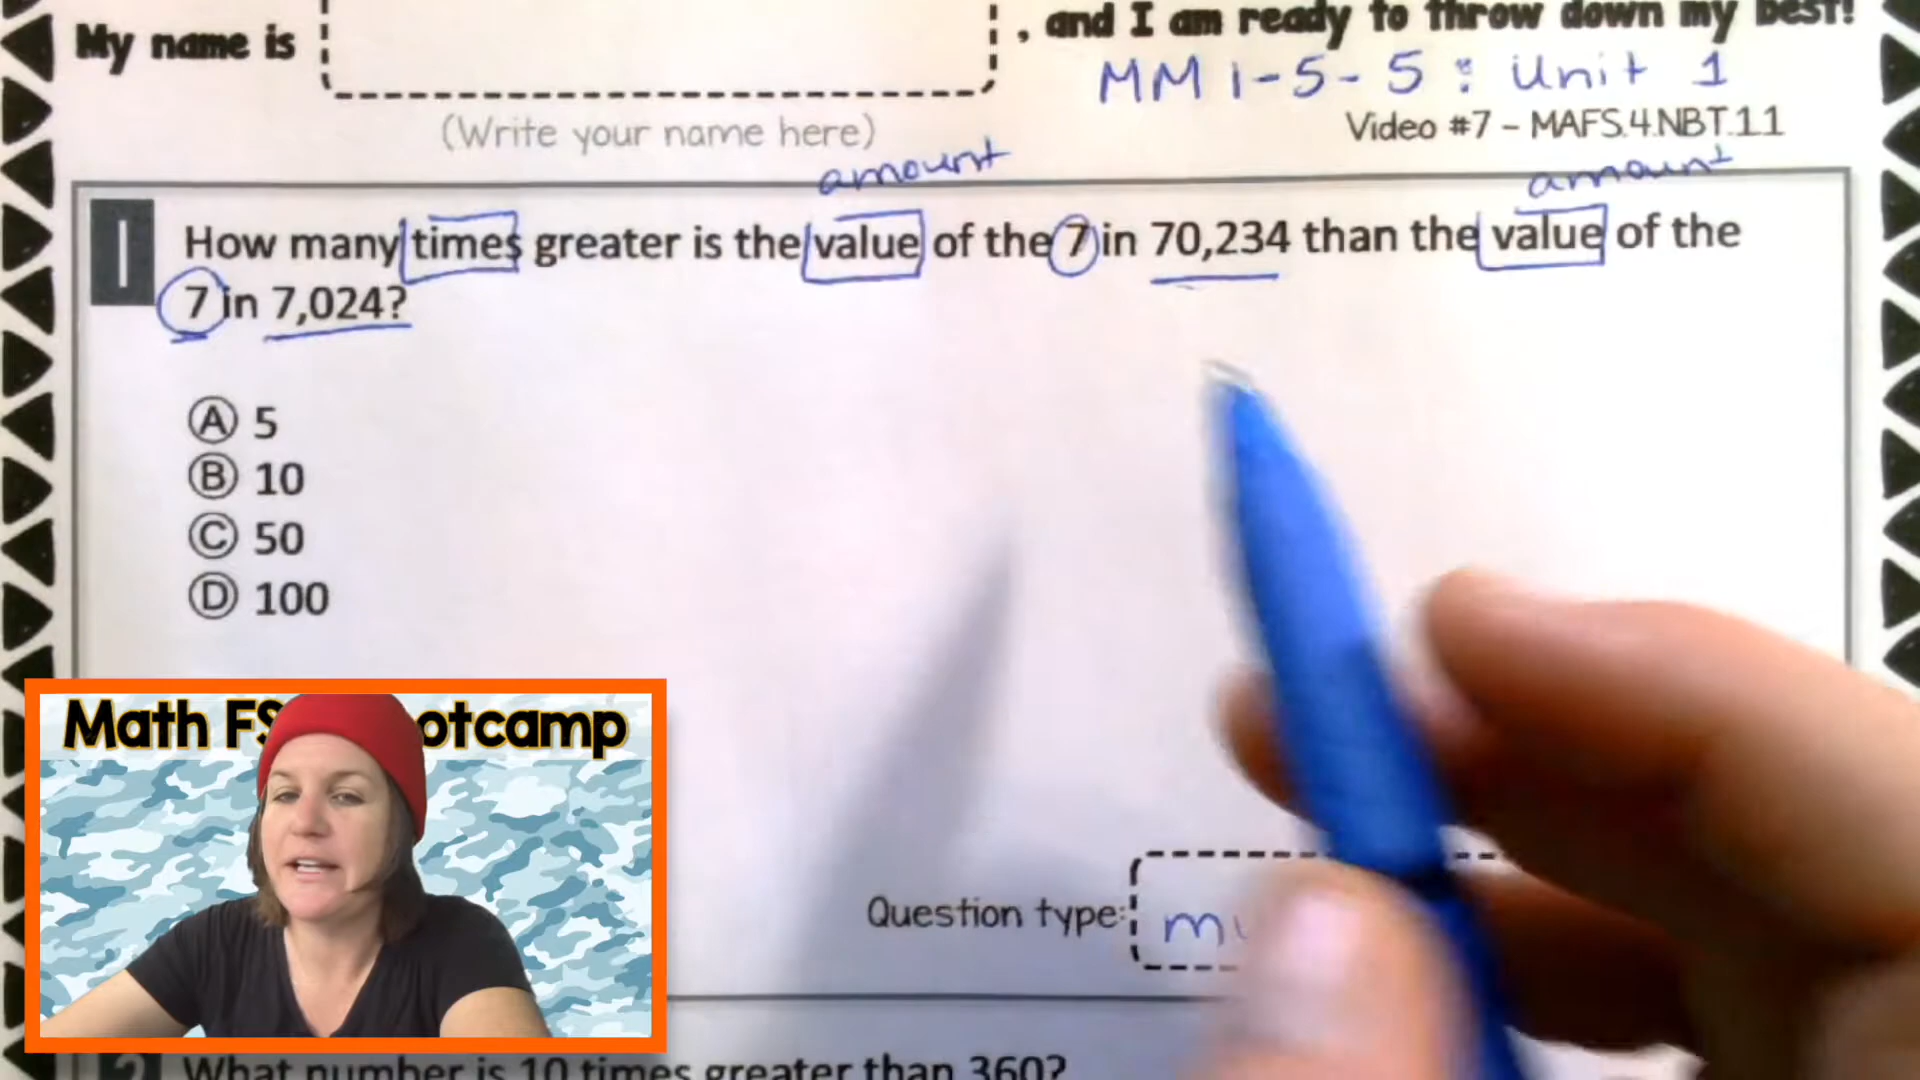 My name is , and I am ready to throw down my best!
MM 1-5-5 : Unit 1
(Write your name here)
Video #7 - MAFS.4.NBT.1.1
amount amount
1 How many times greater is the value of the 7 in 70,234 than the value of the
7 in 7,024?
A 5
B 10
C 50
D 100
Math FS otcamp
Question type: mu
2 What number is 10 times greater than 360?